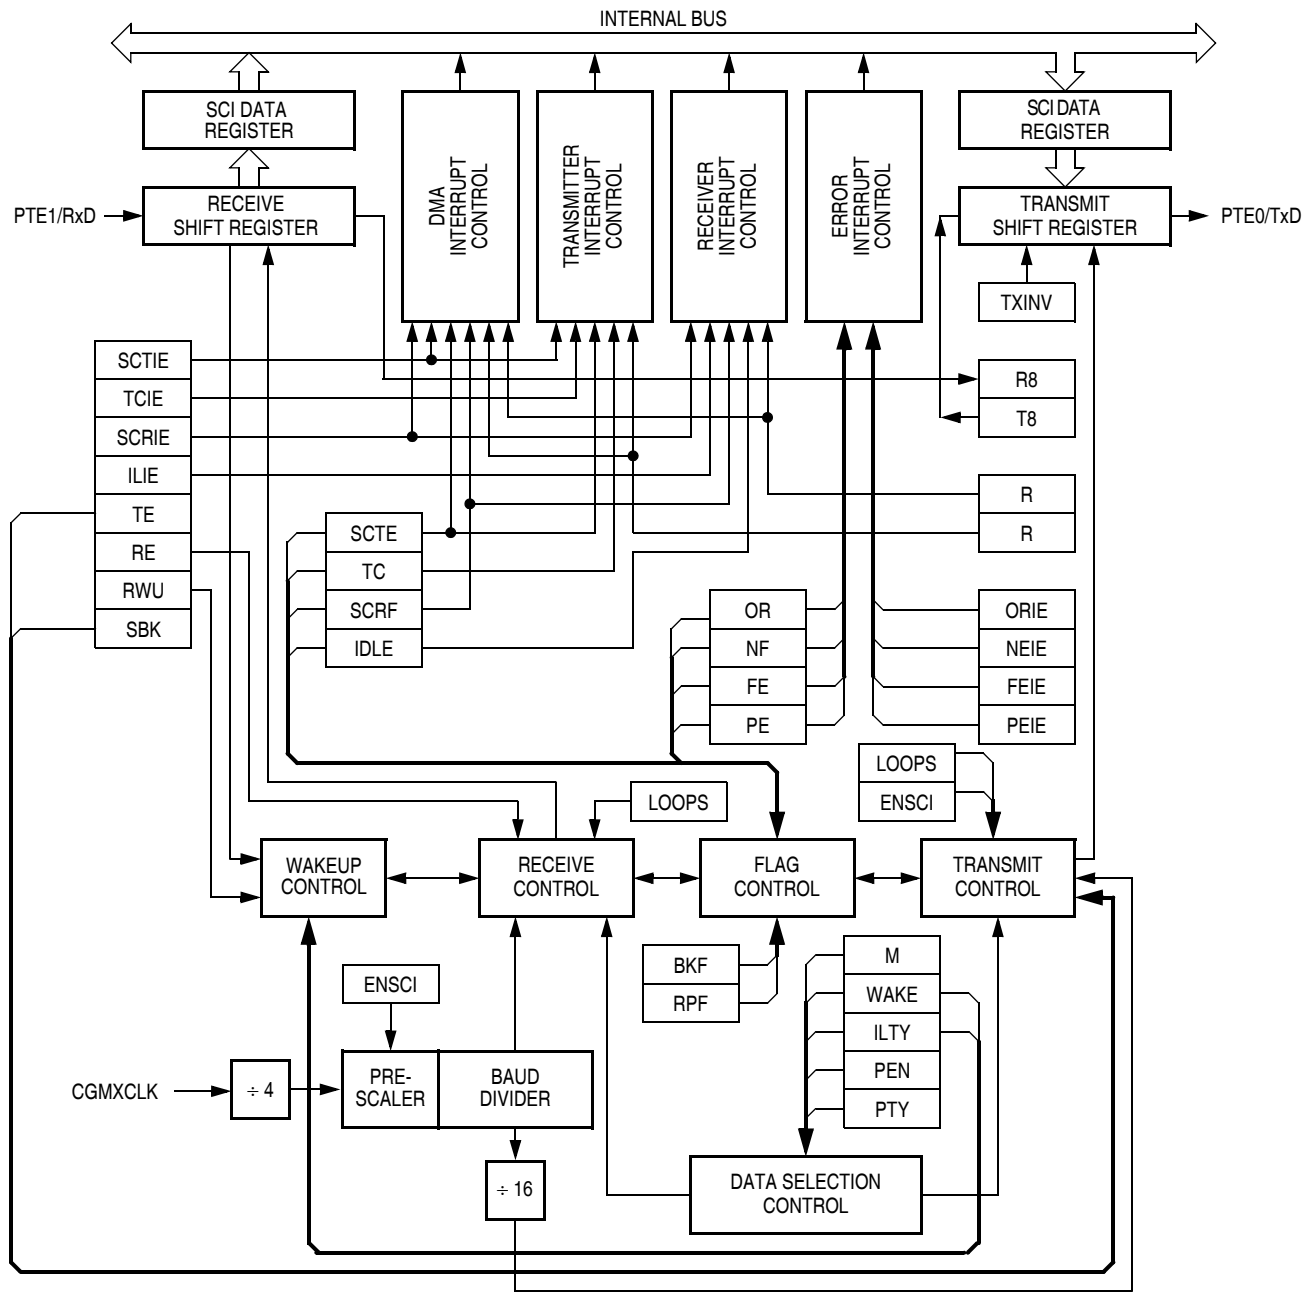 INTERNAL BUS
SCI DATA
REGISTER
DMA
INTERRUPT
CONTROL
TRANSMITTER
INTERRUPT
CONTROL
RECEIVER
INTERRUPT
CONTROL
ERROR
INTERRUPT
CONTROL
SCI DATA
REGISTER
PTE1/RxD
RECEIVE
SHIFT REGISTER
TRANSMIT
SHIFT REGISTER
PTE0/TxD
TXINV
SCTIE
TCIE
SCRIE
ILIE
TE
RE
RWU
SBK
R8
T8
R
R
SCTE
TC
SCRF
IDLE
OR
NF
FE
PE
ORIE
NEIE
FEIE
PEIE
LOOPS
ENSCI
LOOPS
WAKEUP
CONTROL
RECEIVE
CONTROL
FLAG
CONTROL
TRANSMIT
CONTROL
BKF
RPF
M
WAKE
ILTY
PEN
PTY
ENSCI
CGMXCLK
÷ 4
PRE-
SCALER
BAUD
DIVIDER
÷ 16
DATA SELECTION
CONTROL